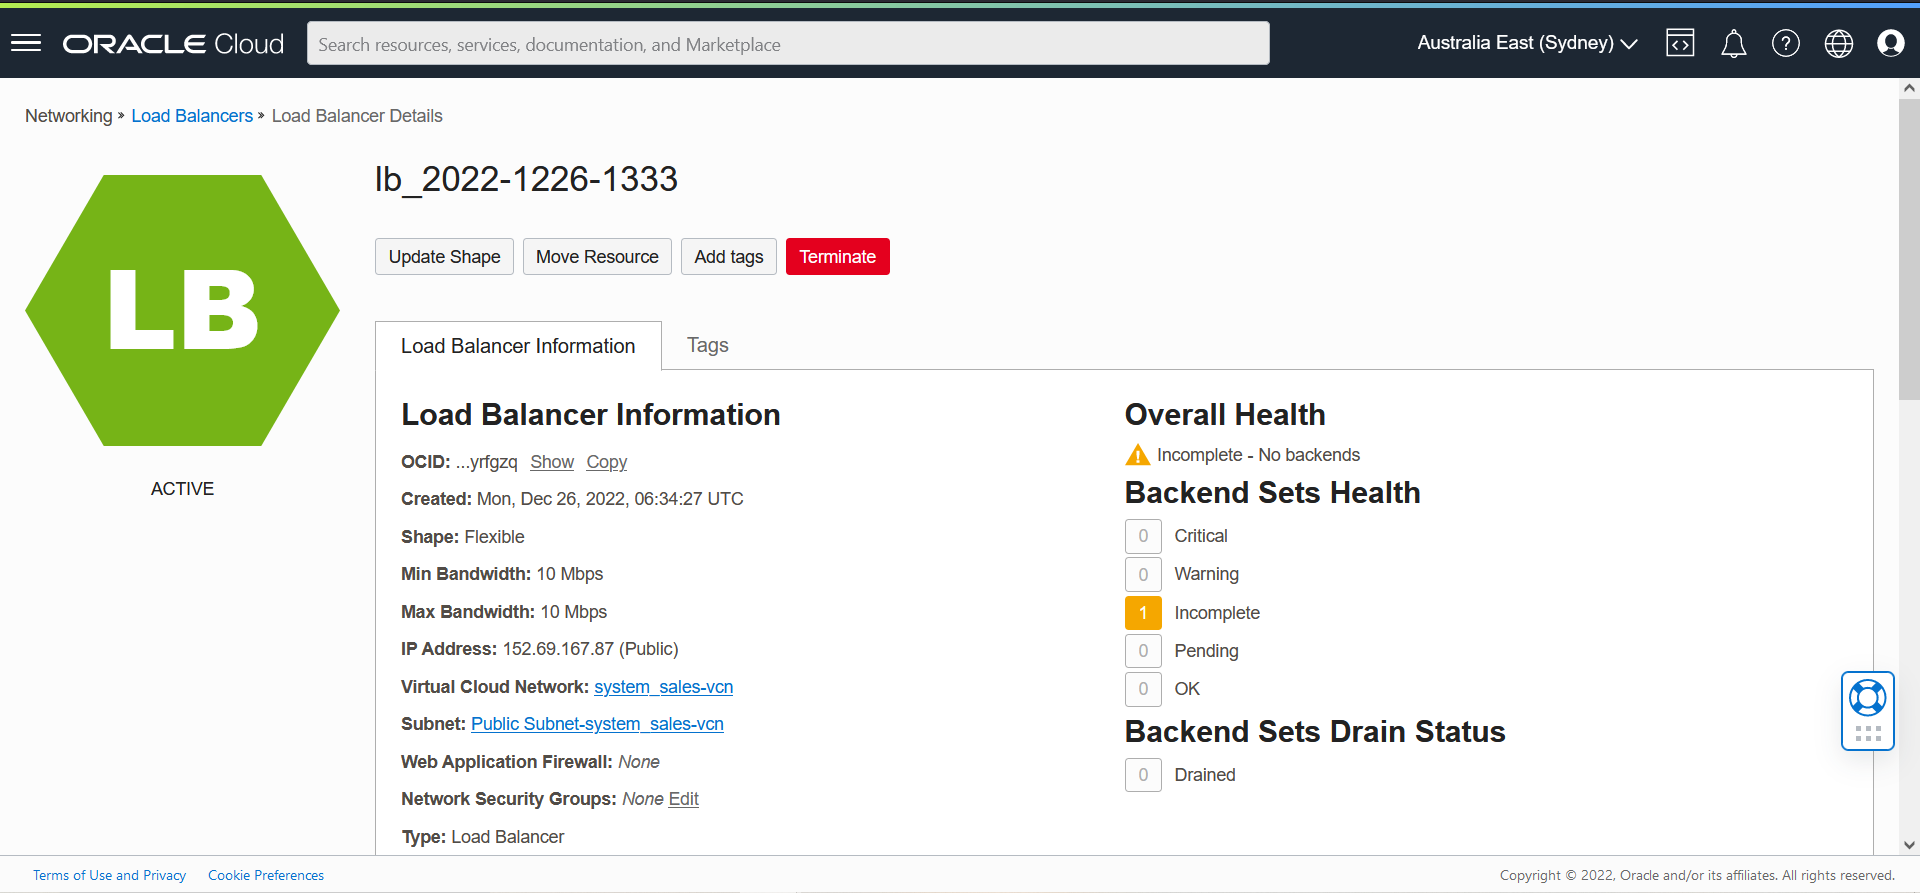 ORACLE Cloud
Search resources, services, documentation, and Marketplace
Australia East (Sydney)
Networking » Load Balancers » Load Balancer Details
LB
ACTIVE
lb_2022-1226-1333
Update Shape
Move Resource
Add tags
Terminate
Load Balancer Information
Tags
Load Balancer Information
OCID: ...yrfgzq Show Copy
Created: Mon, Dec 26, 2022, 06:34:27 UTC
Shape: Flexible
Min Bandwidth: 10 Mbps
Max Bandwidth: 10 Mbps
IP Address: 152.69.167.87 (Public)
Virtual Cloud Network: system_sales-vcn
Subnet: Public Subnet-system_sales-vcn
Web Application Firewall: None
Network Security Groups: None Edit
Type: Load Balancer
Overall Health
Incomplete - No backends
Backend Sets Health
0 Critical
0 Warning
1 Incomplete
0 Pending
0 OK
Backend Sets Drain Status
0 Drained
Terms of Use and Privacy
Cookie Preferences
Copyright © 2022, Oracle and/or its affiliates. All rights reserved.